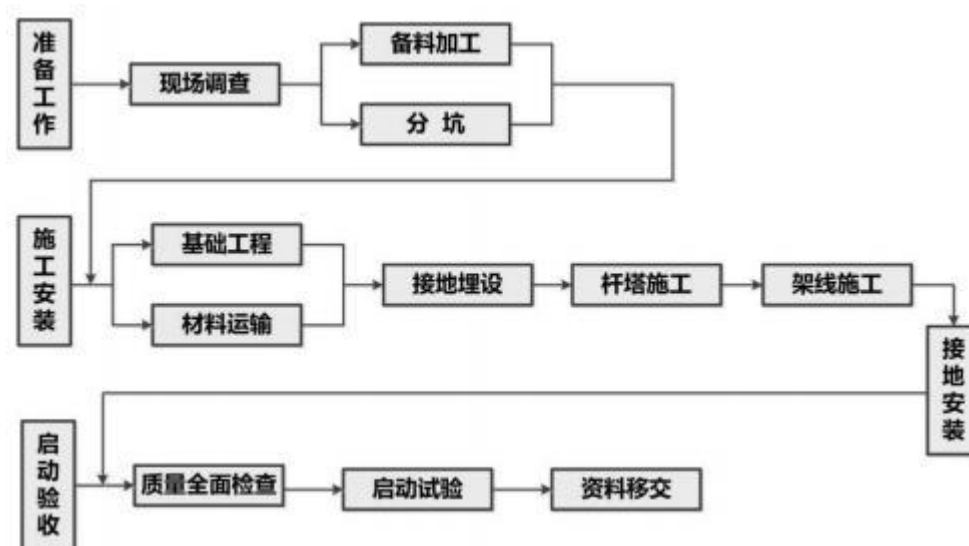 准备工作
现场调查
备料加工
分 坑
施工安装
基础工程
材料运输
接地埋设
杆塔施工
架线施工
接地安装
启动验收
质量全面检查
启动试验
资料移交